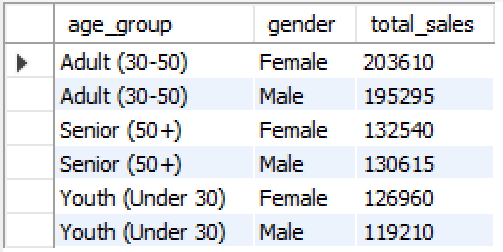 age_group gender total_sales
Adult (30-50) Female 203610
Adult (30-50) Male 195295
Senior (50+) Female 132540
Senior (50+) Male 130615
Youth (Under 30) Female 126960
Youth (Under 30) Male 119210